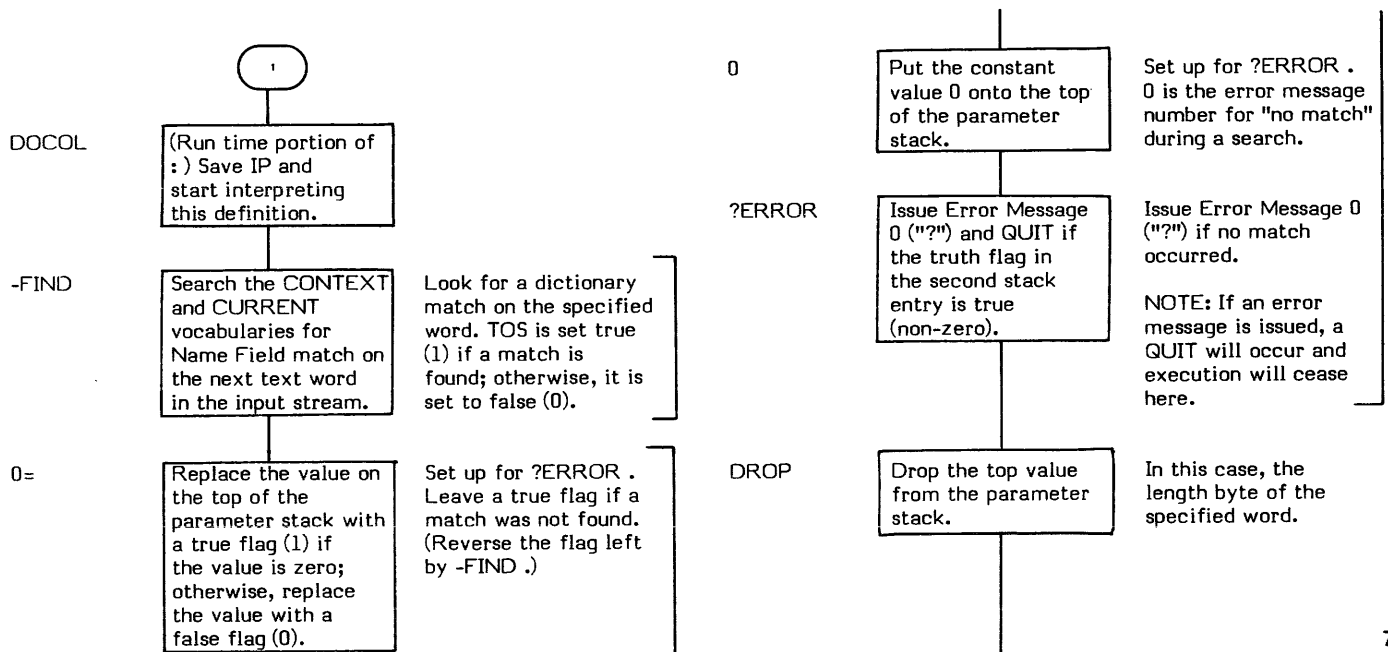 1
DOCOL
(Run time portion of
: ) Save IP and
start interpreting
this definition.
-FIND
Search the CONTEXT
and CURRENT
vocabularies for
Name Field match on
the next text word
in the input stream.
Look for a dictionary
match on the specified
word. TOS is set true
(1) if a match is
found; otherwise, it is
set to false (0).
0=
Replace the value on
the top of the
parameter stack with
a true flag (1) if
the value is zero;
otherwise, replace
the value with a
false flag (0).
Set up for ?ERROR .
Leave a true flag if a
match was not found.
(Reverse the flag left
by -FIND .)
0
Put the constant
value 0 onto the top
of the parameter
stack.
Set up for ?ERROR .
0 is the error message
number for "no match"
during a search.
?ERROR
Issue Error Message
0 ("?") and QUIT if
the truth flag in
the second stack
entry is true
(non-zero).
Issue Error Message 0
("?") if no match
occurred.
NOTE: If an error
message is issued, a
QUIT will occur and
execution will cease
here.
DROP
Drop the top value
from the parameter
stack.
In this case, the
length byte of the
specified word.